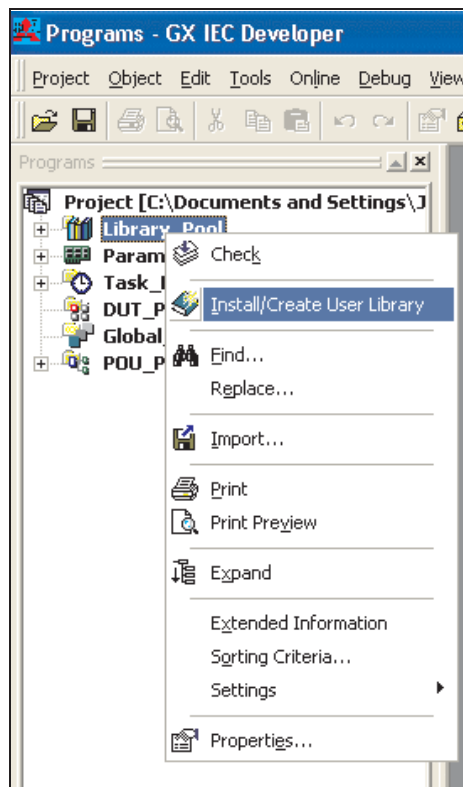 Programs - GX IEC Developer
Project Object Edit Tools Online Debug View
Programs
Project [C:\Documents and Settings\J
Library_Pool
Param
Task_
DUT_P
Global_
POU_P
Check
Install/Create User Library
Find...
Replace...
Import...
Print
Print Preview
Expand
Extended Information
Sorting Criteria...
Settings
Properties...